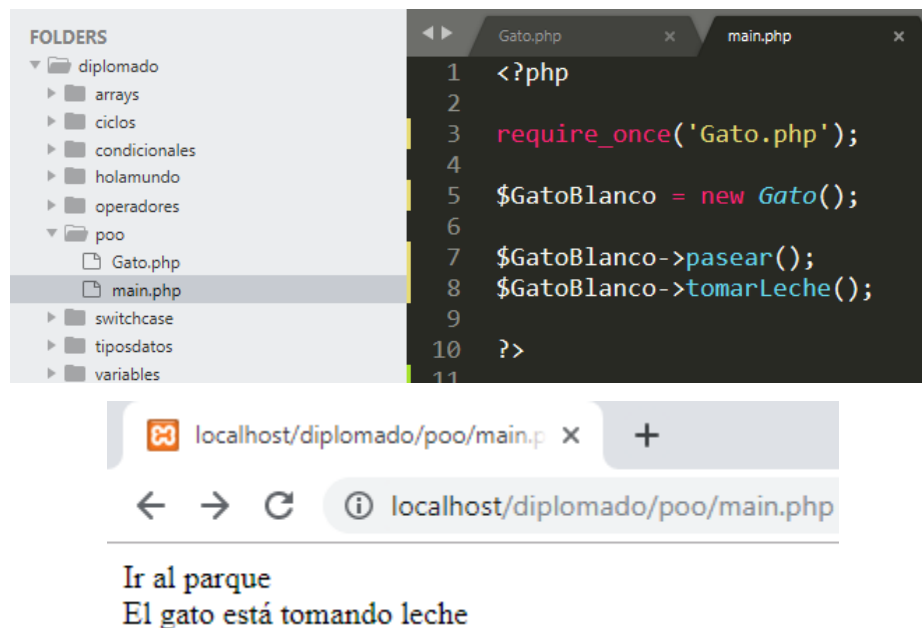 FOLDERS
diplomado
arrays
ciclos
condicionales
holamundo
operadores
poo
Gato.php
main.php
switchcase
tiposdatos
variables
Gato.php × main.php ×
1 <?php
2
3 require_once('Gato.php');
4
5 $GatoBlanco = new Gato();
6
7 $GatoBlanco->pasear();
8 $GatoBlanco->tomarLeche();
9
10 ?>
11
localhost/diplomado/poo/main.p × +
localhost/diplomado/poo/main.php
Ir al parque
El gato está tomando leche